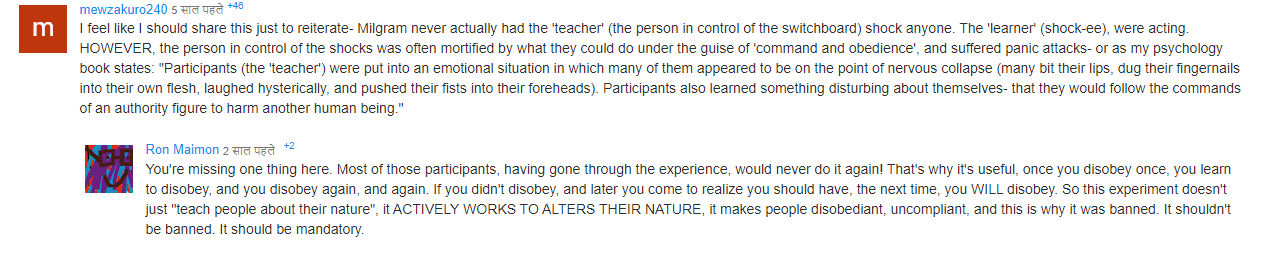 m
mewzakuro240 5 साल पहले +46
I feel like I should share this just to reiterate- Milgram never actually had the 'teacher' (the person in control of the switchboard) shock anyone. The 'learner' (shock-ee), were acting.
HOWEVER, the person in control of the shocks was often mortified by what they could do under the guise of 'command and obedience', and suffered panic attacks- or as my psychology
book states: "Participants (the 'teacher') were put into an emotional situation in which many of them appeared to be on the point of nervous collapse (many bit their lips, dug their fingernails
into their own flesh, laughed hysterically, and pushed their fists into their foreheads). Participants also learned something disturbing about themselves- that they would follow the commands
of an authority figure to harm another human being."
Ron Maimon 2 साल पहले +2
You're missing one thing here. Most of those participants, having gone through the experience, would never do it again! That's why it's useful, once you disobey once, you learn
to disobey, and you disobey again, and again. If you didn't disobey, and later you come to realize you should have, the next time, you WILL disobey. So this experiment doesn't
just "teach people about their nature", it ACTIVELY WORKS TO ALTERS THEIR NATURE, it makes people disobediant, uncompliant, and this is why it was banned. It shouldn't
be banned. It should be mandatory.